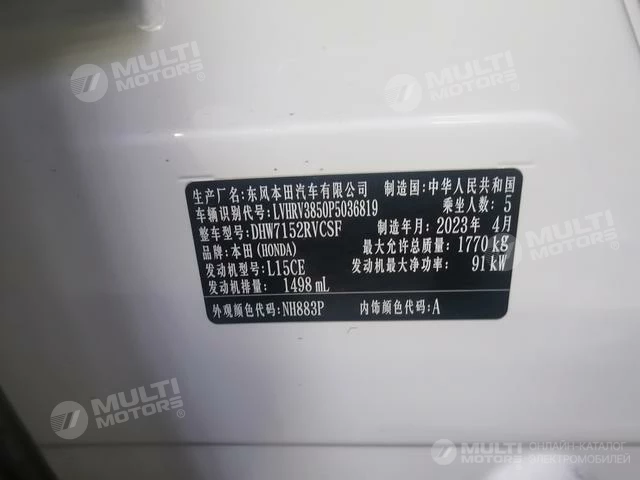 MULTI
MOTORS®
MULTI
MOTORS®
生产厂名:东风本田汽车有限公司 制造国:中华人民共和国
车辆识别代号:LVHRV3850P5036819 乘坐人数:5
整车型号:DHW7152RVCSF 制造年月:2023年 4月
品牌:本田(HONDA) 最大允许总质量:1770kg
发动机型号:L15CE 发动机最大净功率: 91kW
发动机排量: 1498mL
外观颜色代码:NH883P 内饰颜色代码:A
MULTI
MOTORS®
MULTI
MOTORS
ОНЛАЙН-КАТАЛОГ
ЭЛЕКТРОМОБИЛЕЙ